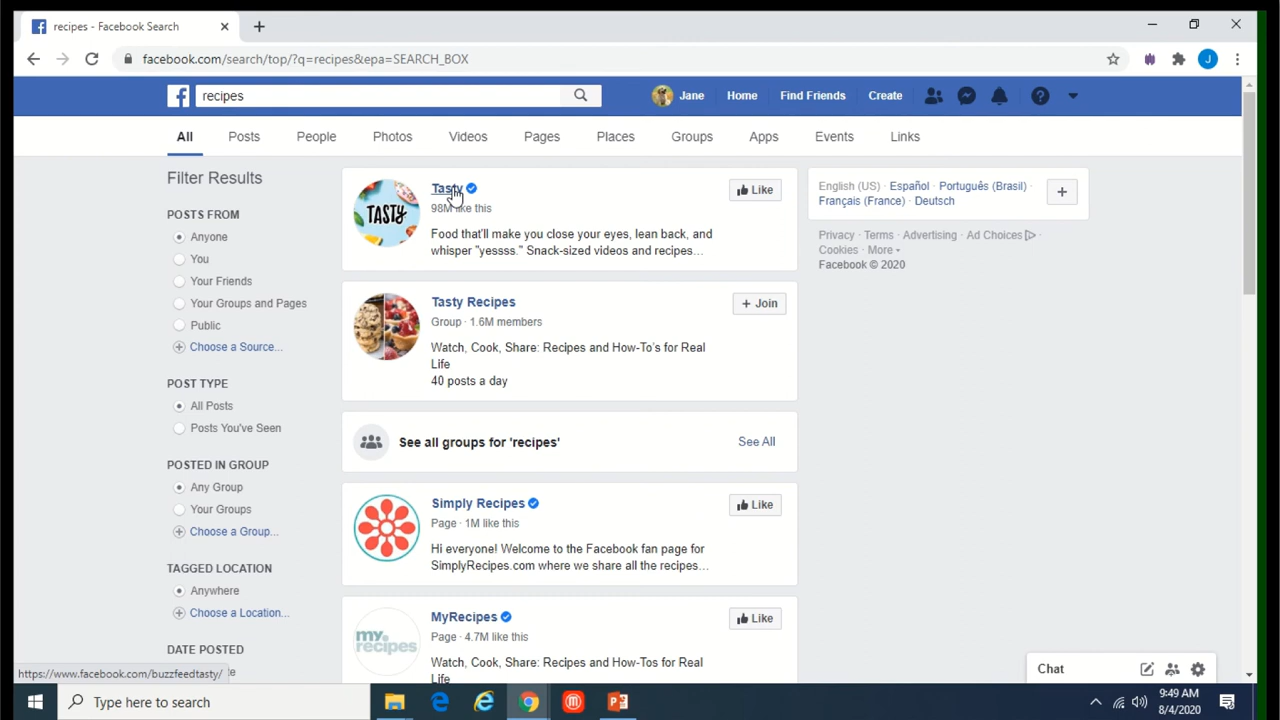 recipes - Facebook Search
facebook.com/search/top/?q=recipes&epa=SEARCH_BOX
J
recipes
Jane Home Find Friends Create
All Posts People Photos Videos Pages Places Groups Apps Events Links
Filter Results
POSTS FROM
Anyone
You
Your Friends
Your Groups and Pages
Public
Choose a Source...
POST TYPE
All Posts
Posts You've Seen
POSTED IN GROUP
Any Group
Your Groups
Choose a Group...
TAGGED LOCATION
Anywhere
Choose a Location...
DATE POSTED
https://www.facebook.com/buzzfeedtasty/
TASTY
Tasty
Like
98M like this
Food that'll make you close your eyes, lean back, and
whisper "yessss." Snack-sized videos and recipes...
Tasty Recipes
Join
Group · 1.6M members
Watch, Cook, Share: Recipes and How-To's for Real
Life
40 posts a day
See all groups for 'recipes' See All
Simply Recipes
Like
Page · 1M like this
Hi everyone! Welcome to the Facebook fan page for
SimplyRecipes.com where we share all the recipes...
my.
recipes
MyRecipes
Like
Page · 4.7M like this
Watch, Cook, Share: Recipes and How-Tos for Real
Life
English (US) · Español · Português (Brasil) ·
Français (France) · Deutsch
Privacy · Terms · Advertising · Ad Choices ·
Cookies · More
Facebook © 2020
Chat
Type here to search
9:49 AM
8/4/2020